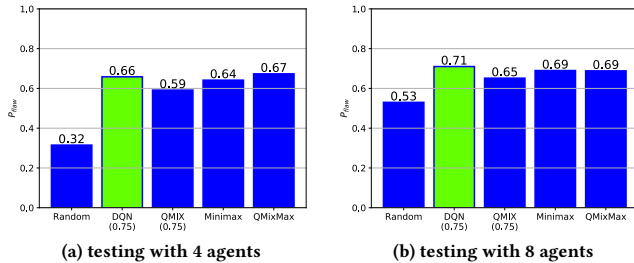 1.0
0.8
0.6
0.4
0.2
0.0
P_flaw
0.32
0.66
0.59
0.64
0.67
Random
DQN
(0.75)
QMIX
(0.75)
Minimax
QMixMax
(a) testing with 4 agents
1.0
0.8
0.6
0.4
0.2
0.0
P_flaw
0.53
0.71
0.65
0.69
0.69
Random
DQN
(0.75)
QMIX
(0.75)
Minimax
QMixMax
(b) testing with 8 agents